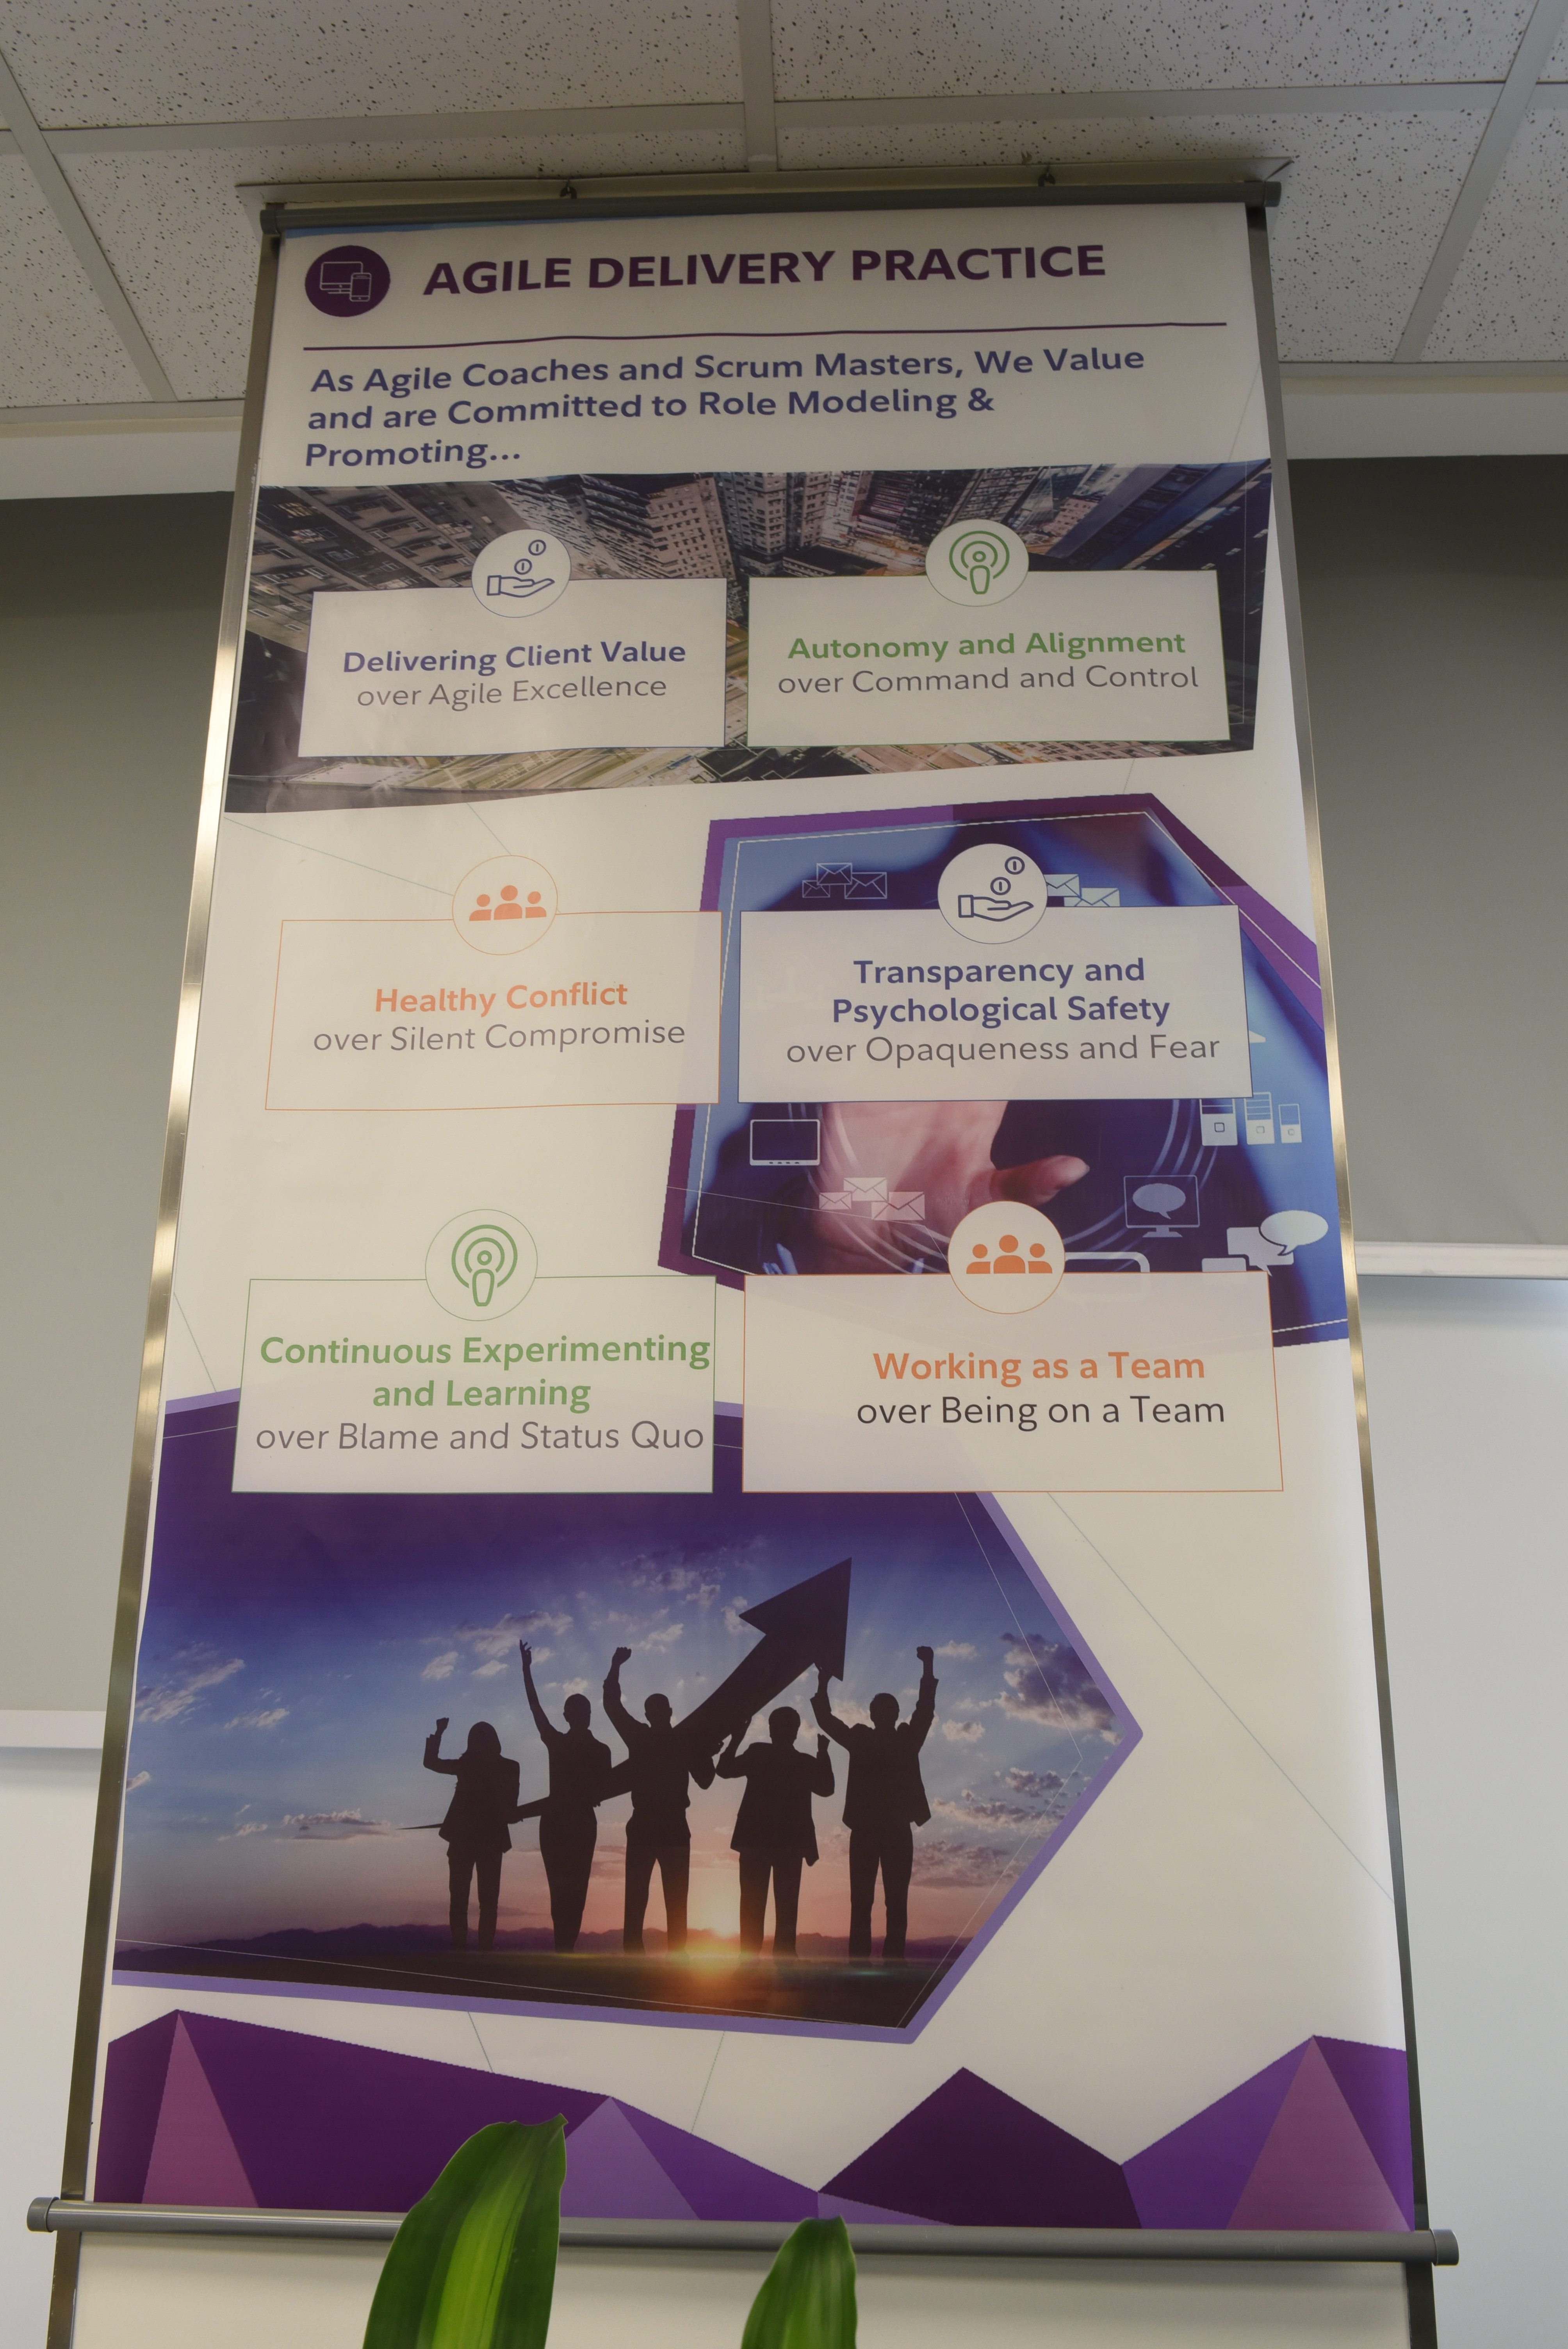 AGILE DELIVERY PRACTICE
As Agile Coaches and Scrum Masters, We Value
and are Committed to Role Modeling &
Promoting...
Delivering Client Value
over Agile Excellence
Autonomy and Alignment
over Command and Control
Healthy Conflict
over Silent Compromise
Transparency and
Psychological Safety
over Opaqueness and Fear
Continuous Experimenting
and Learning
over Blame and Status Quo
Working as a Team
over Being on a Team